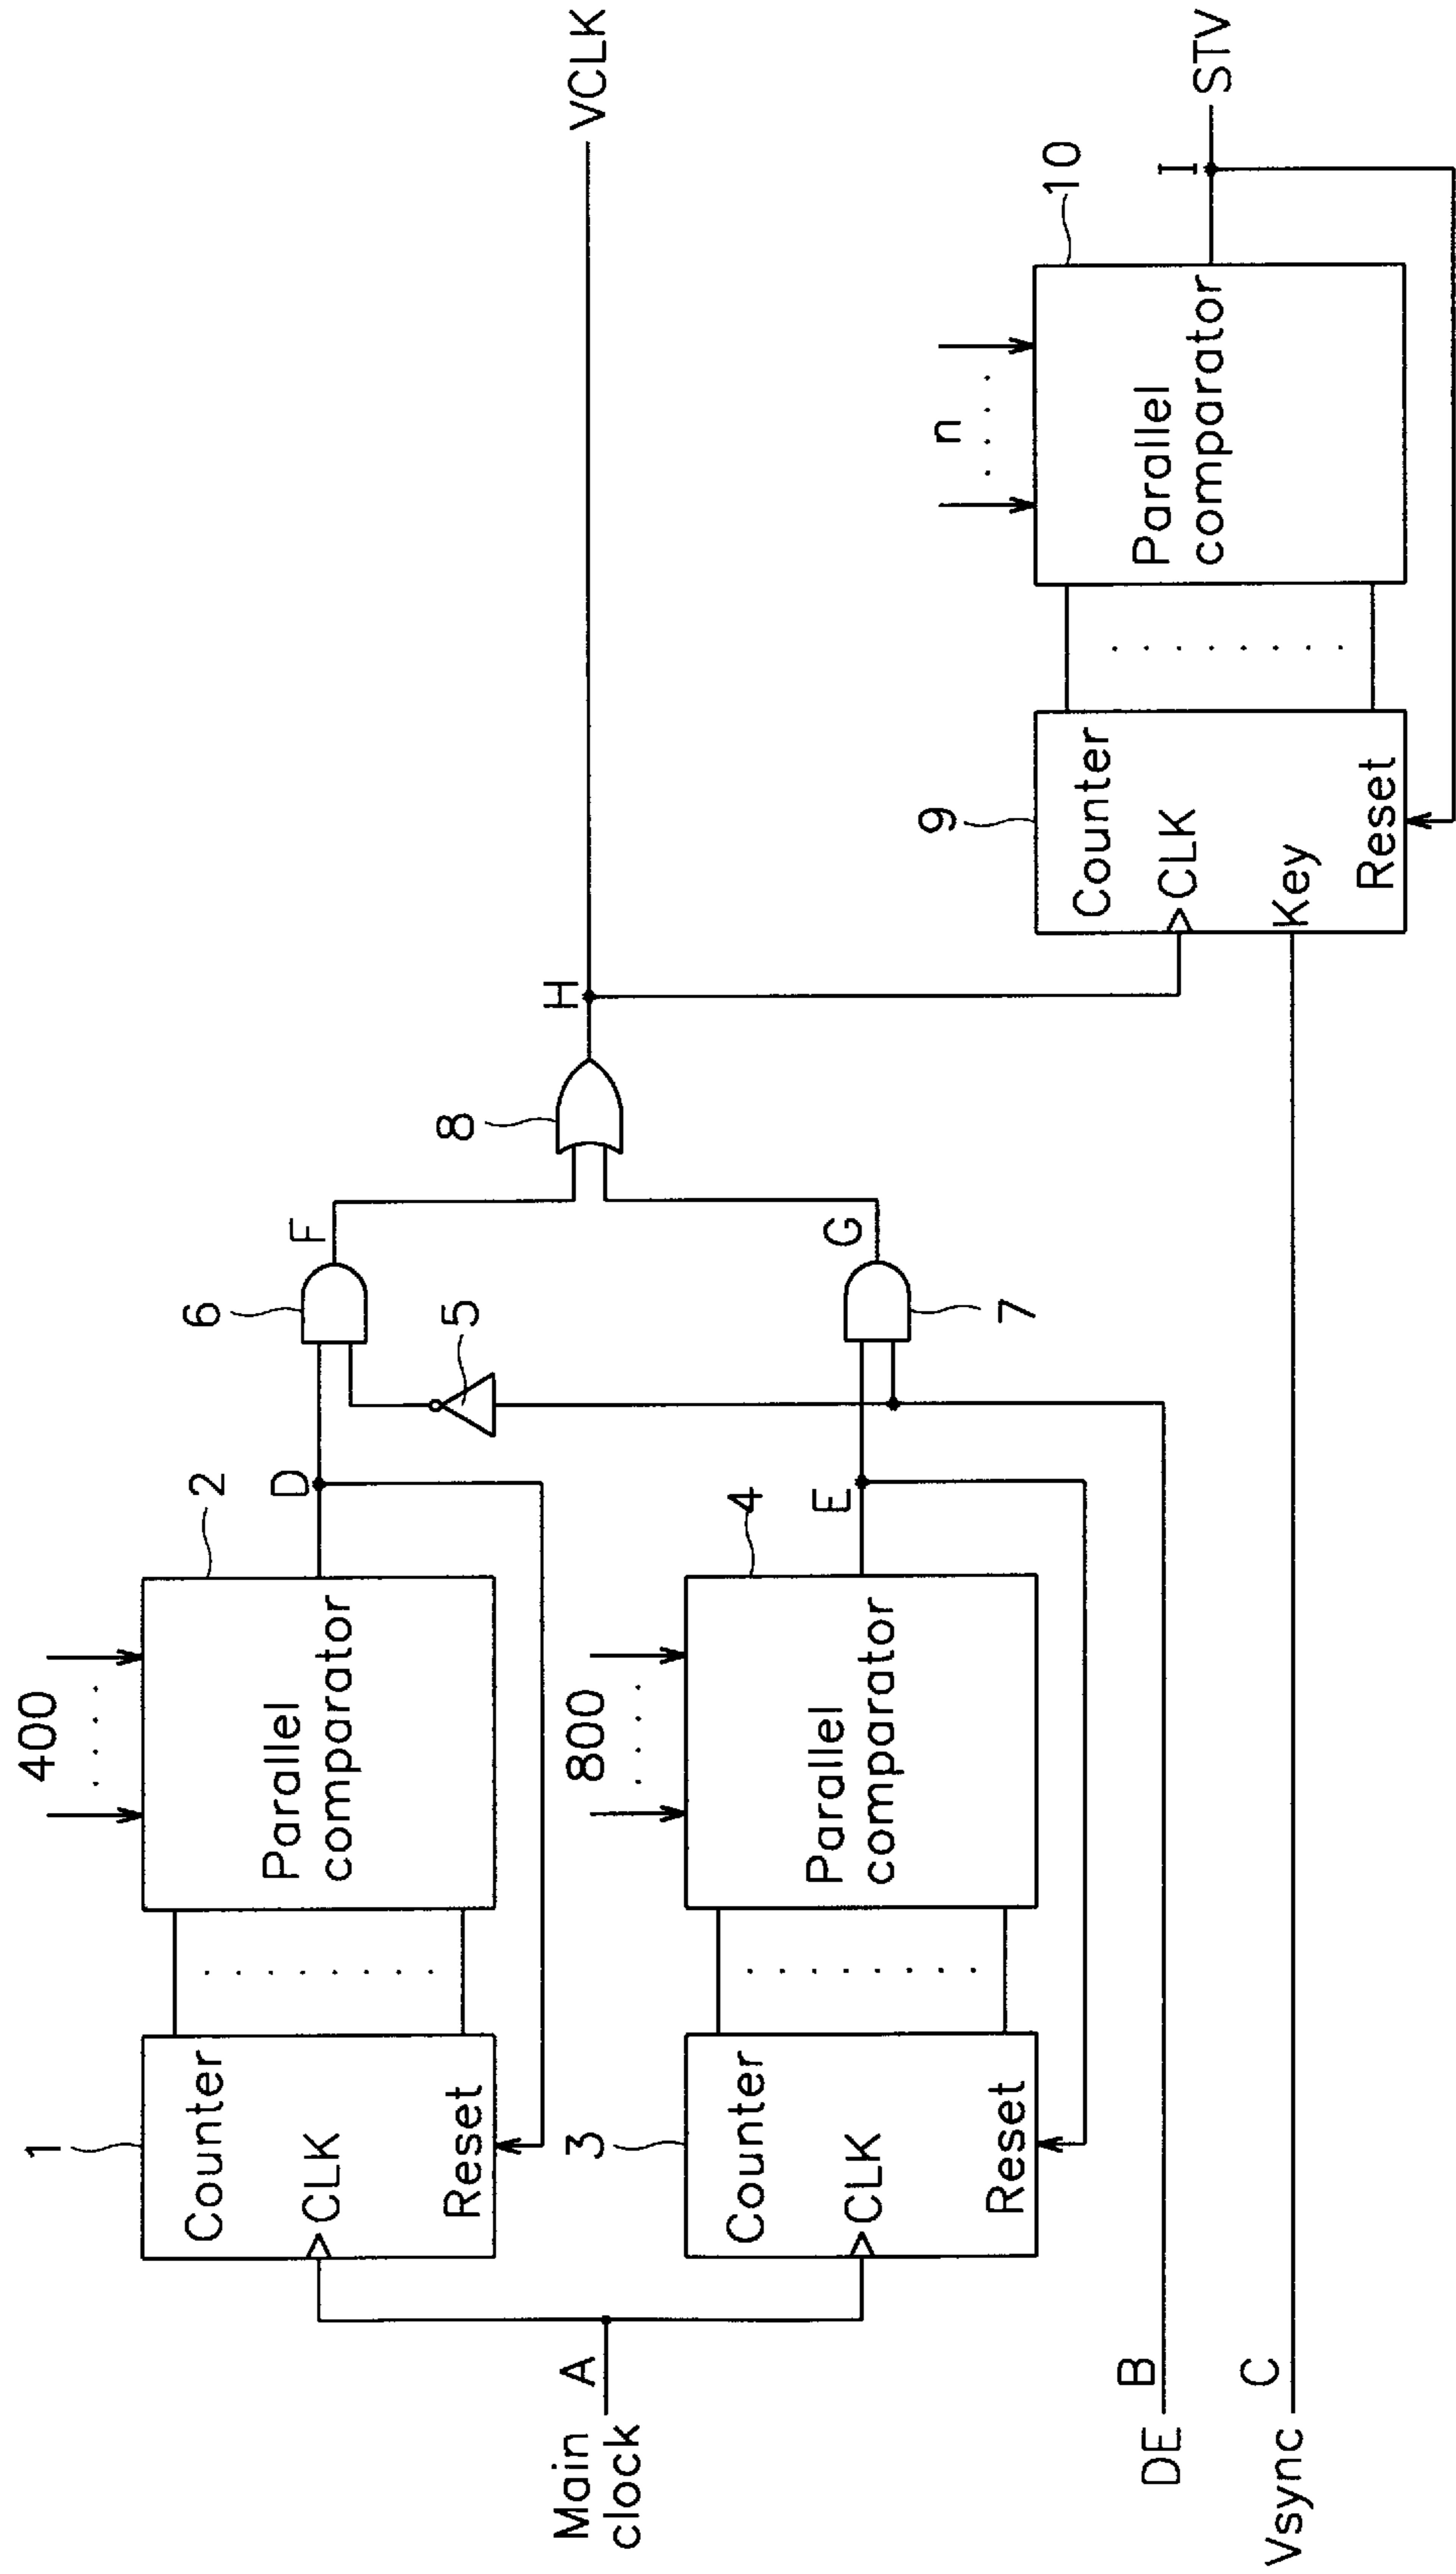 400
1
Counter
CLK
Reset
Parallel
comparator
2
D
6
F
5
8
H
VCLK
Main
clock
A
800
3
Counter
CLK
Reset
Parallel
comparator
4
E
7
G
DE
B
Vsync
C
9
Counter
CLK
Key
Reset
n
Parallel
comparator
10
I
STV